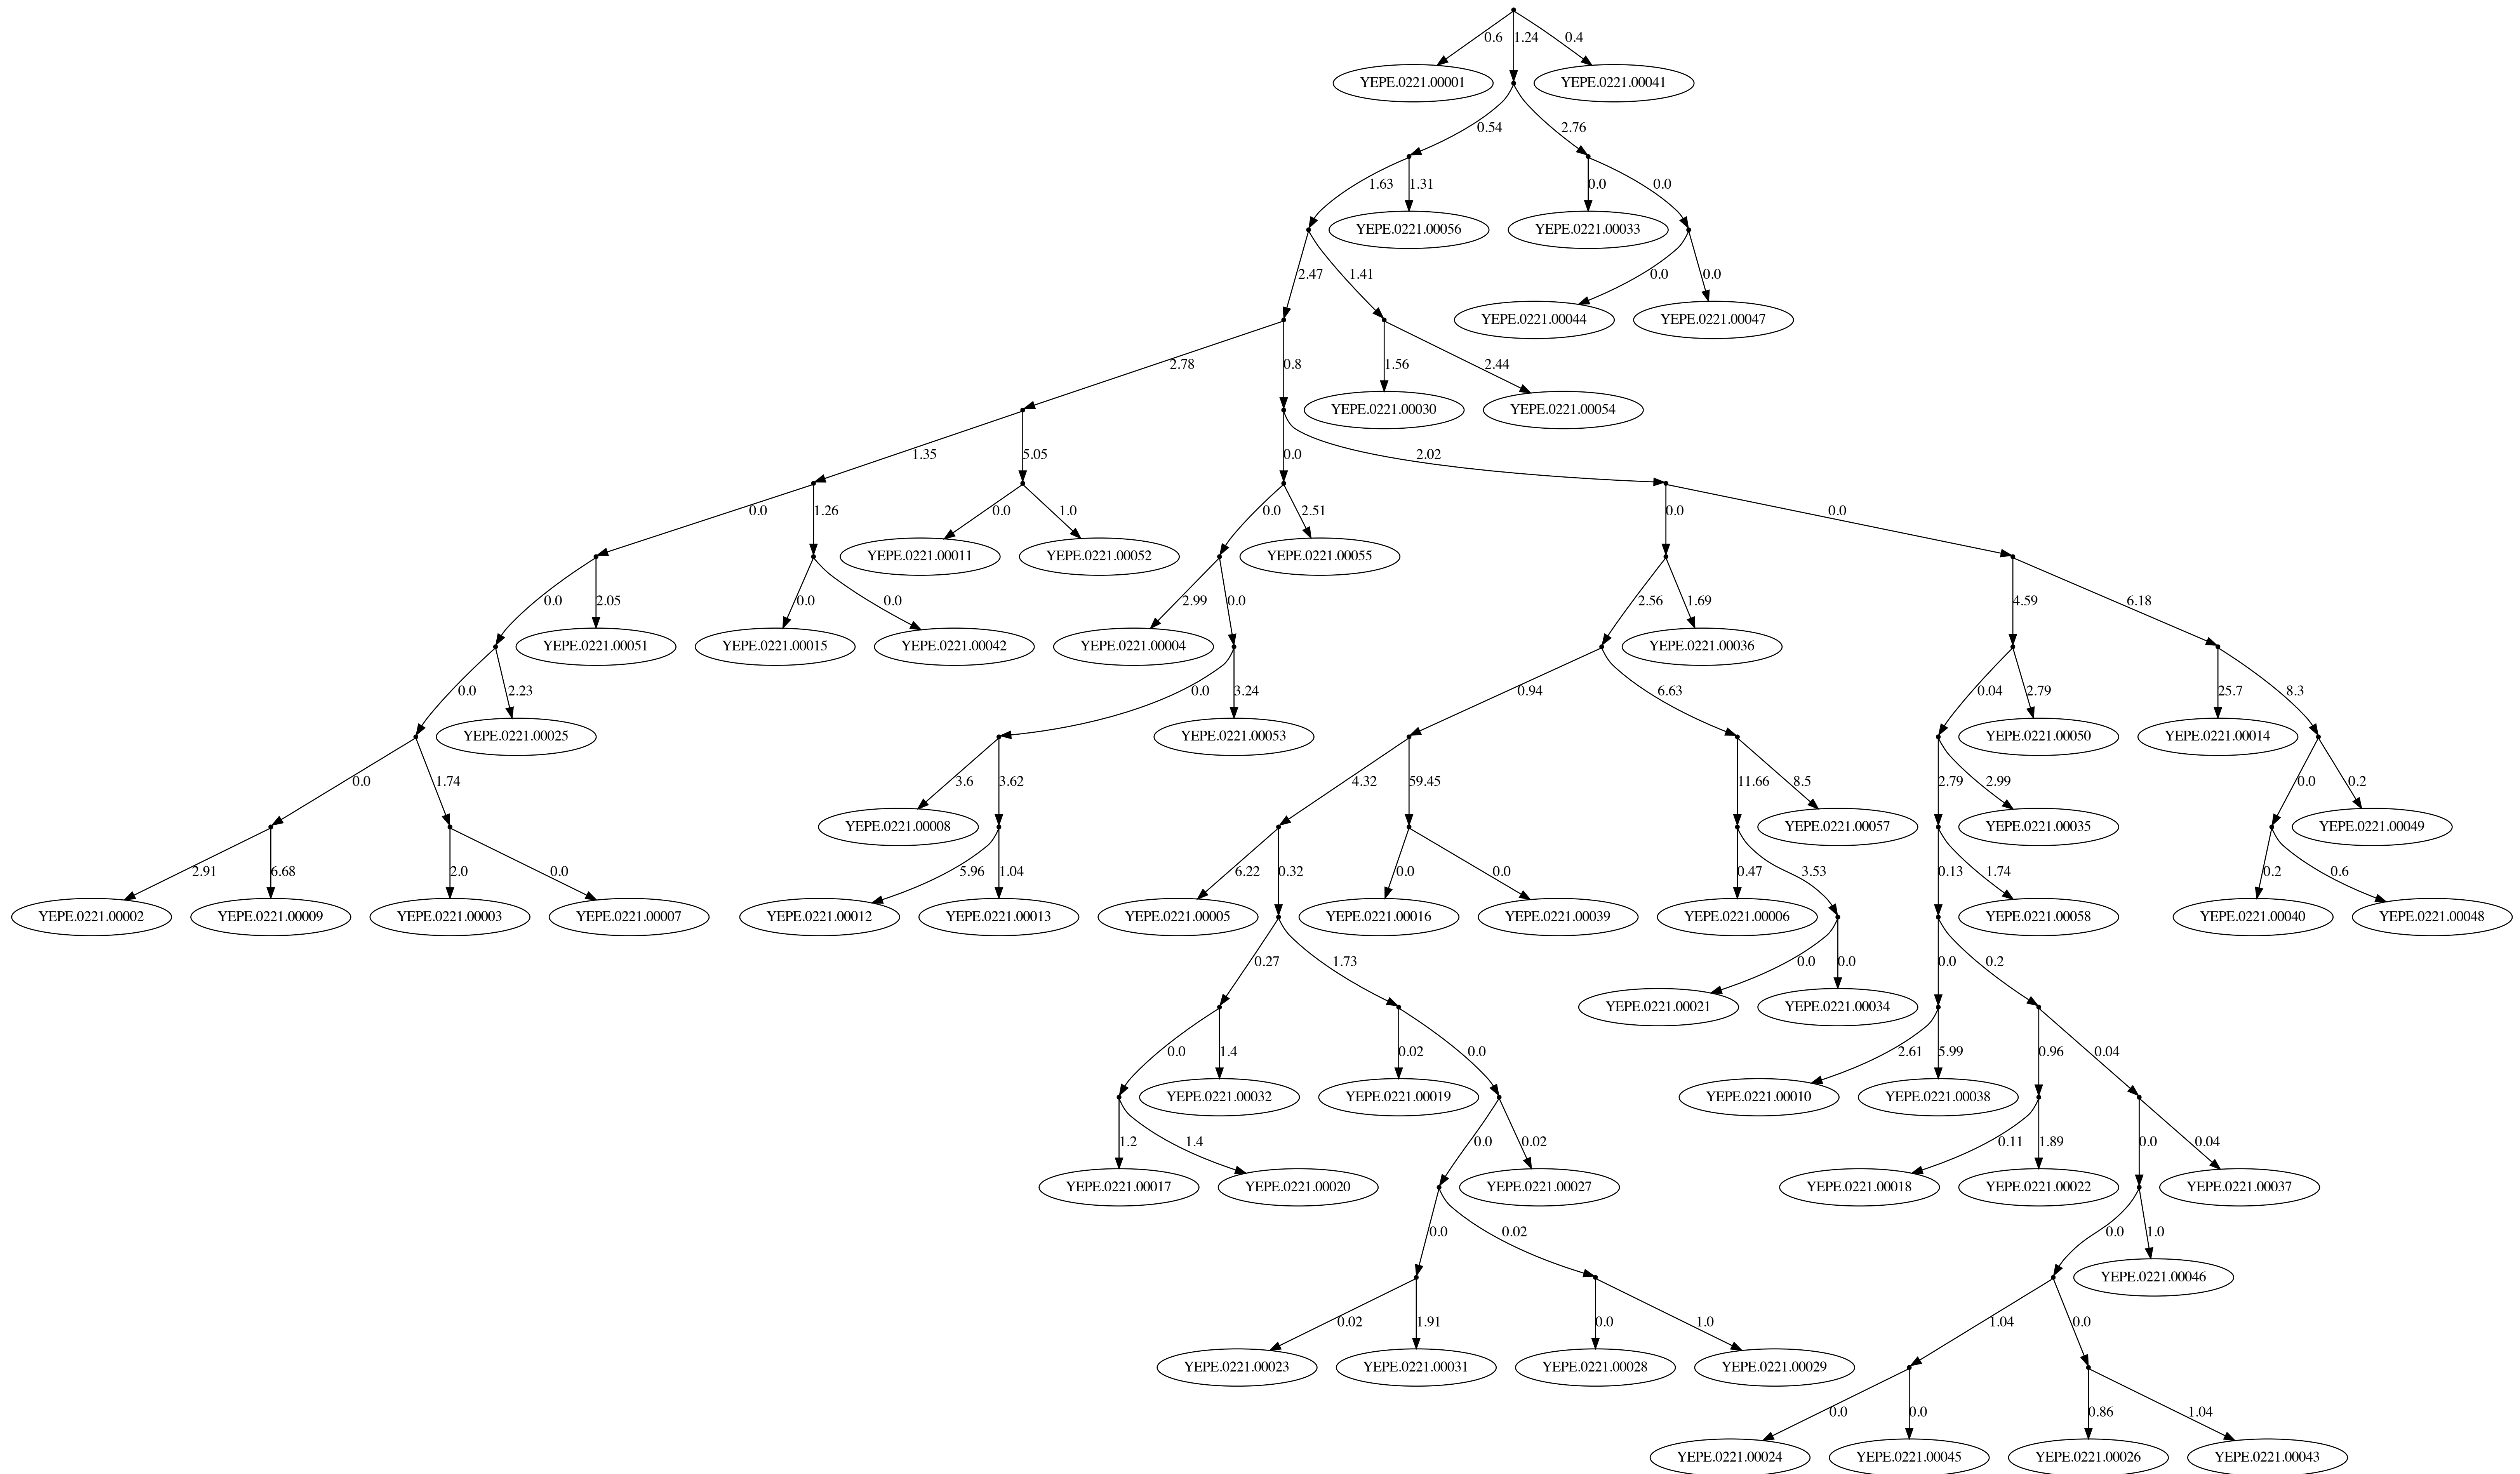 0.6 1.24 0.4
YEPE.0221.00001 YEPE.0221.00041
0.54 2.76
1.63 1.31 0.0 0.0
YEPE.0221.00056 YEPE.0221.00033
2.47 1.41 0.0 0.0
YEPE.0221.00044 YEPE.0221.00047
2.78 0.8 1.56 2.44
YEPE.0221.00030 YEPE.0221.00054
1.35 5.05 0.0 2.02
0.0 1.26 0.0 1.0 0.0 2.51 0.0 0.0
YEPE.0221.00011 YEPE.0221.00052 YEPE.0221.00055
0.0 2.05 0.0 0.0 2.99 0.0 2.56 1.69 4.59 6.18
YEPE.0221.00051 YEPE.0221.00015 YEPE.0221.00042 YEPE.0221.00004 YEPE.0221.00036
0.0 2.23 0.0 3.24 0.94 6.63 0.04 2.79 25.7 8.3
YEPE.0221.00025 YEPE.0221.00053 YEPE.0221.00050 YEPE.0221.00014
0.0 1.74 3.6 3.62 4.32 59.45 11.66 8.5 2.79 2.99 0.0 0.2
YEPE.0221.00008 YEPE.0221.00057 YEPE.0221.00035 YEPE.0221.00049
2.91 6.68 2.0 0.0 5.96 1.04 6.22 0.32 0.0 0.0 0.47 3.53 0.13 1.74 0.2 0.6
YEPE.0221.00002 YEPE.0221.00009 YEPE.0221.00003 YEPE.0221.00007 YEPE.0221.00012 YEPE.0221.00013 YEPE.0221.00005 YEPE.0221.00016 YEPE.0221.00039 YEPE.0221.00006 YEPE.0221.00058 YEPE.0221.00040 YEPE.0221.00048
0.27 1.73 0.0 0.0 0.0 0.2
YEPE.0221.00021 YEPE.0221.00034
0.0 1.4 0.02 0.0 2.61 5.99 0.96 0.04
YEPE.0221.00032 YEPE.0221.00019 YEPE.0221.00010 YEPE.0221.00038
1.2 1.4 0.0 0.02 0.11 1.89 0.0 0.04
YEPE.0221.00017 YEPE.0221.00020 YEPE.0221.00027 YEPE.0221.00018 YEPE.0221.00022 YEPE.0221.00037
0.0 0.02 0.0 1.0
YEPE.0221.00046
0.02 1.91 0.0 1.0 1.04 0.0
YEPE.0221.00023 YEPE.0221.00031 YEPE.0221.00028 YEPE.0221.00029
0.0 0.0 0.86 1.04
YEPE.0221.00024 YEPE.0221.00045 YEPE.0221.00026 YEPE.0221.00043